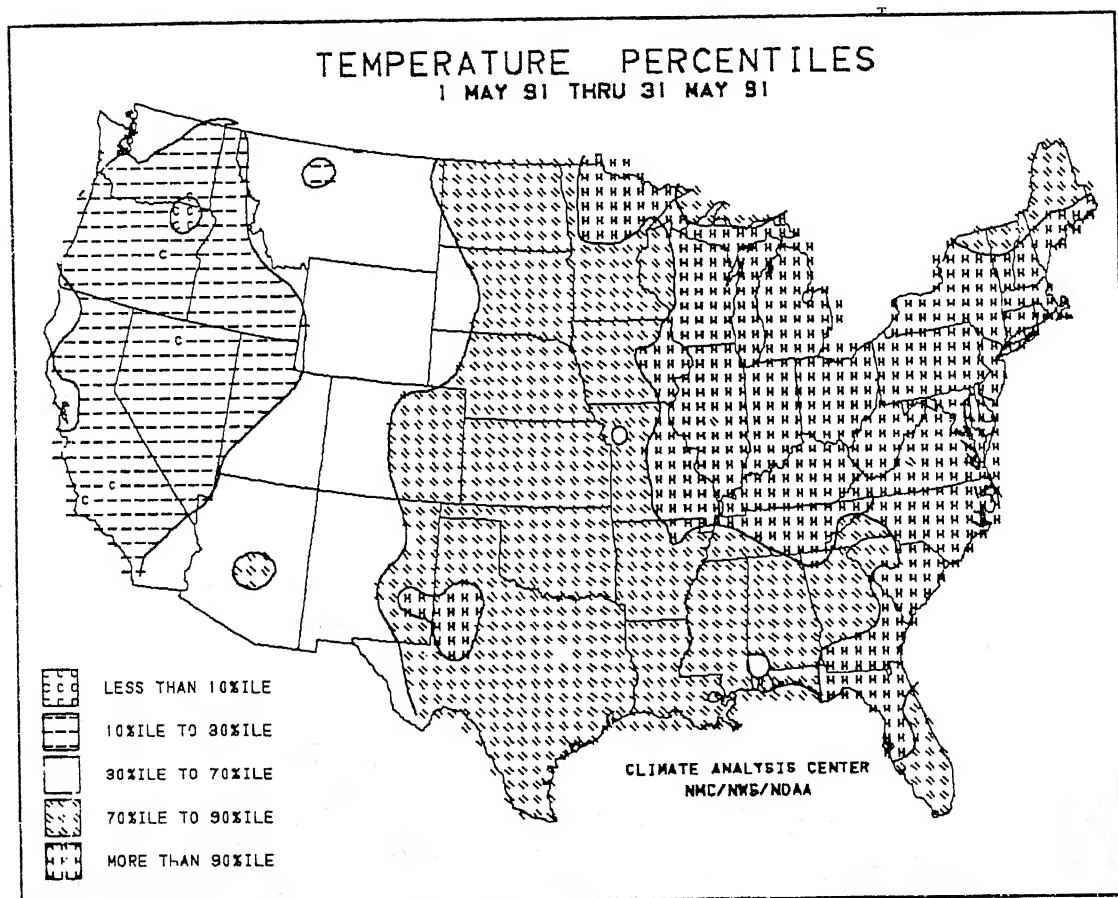 TEMPERATURE PERCENTILES
1 MAY 91 THRU 31 MAY 91
C
C
C
C
LESS THAN 10%ILE
10%ILE TO 30%ILE
30%ILE TO 70%ILE
70%ILE TO 90%ILE
MORE THAN 90%ILE
CLIMATE ANALYSIS CENTER
NMC/NWS/NOAA